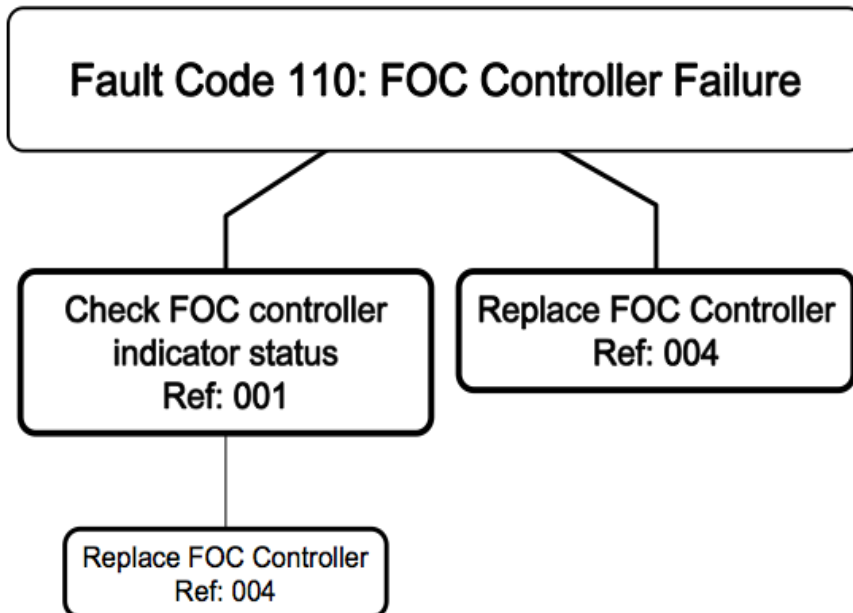 Fault Code 110: FOC Controller Failure
Check FOC controller
indicator status
Ref: 001
Replace FOC Controller
Ref: 004
Replace FOC Controller
Ref: 004